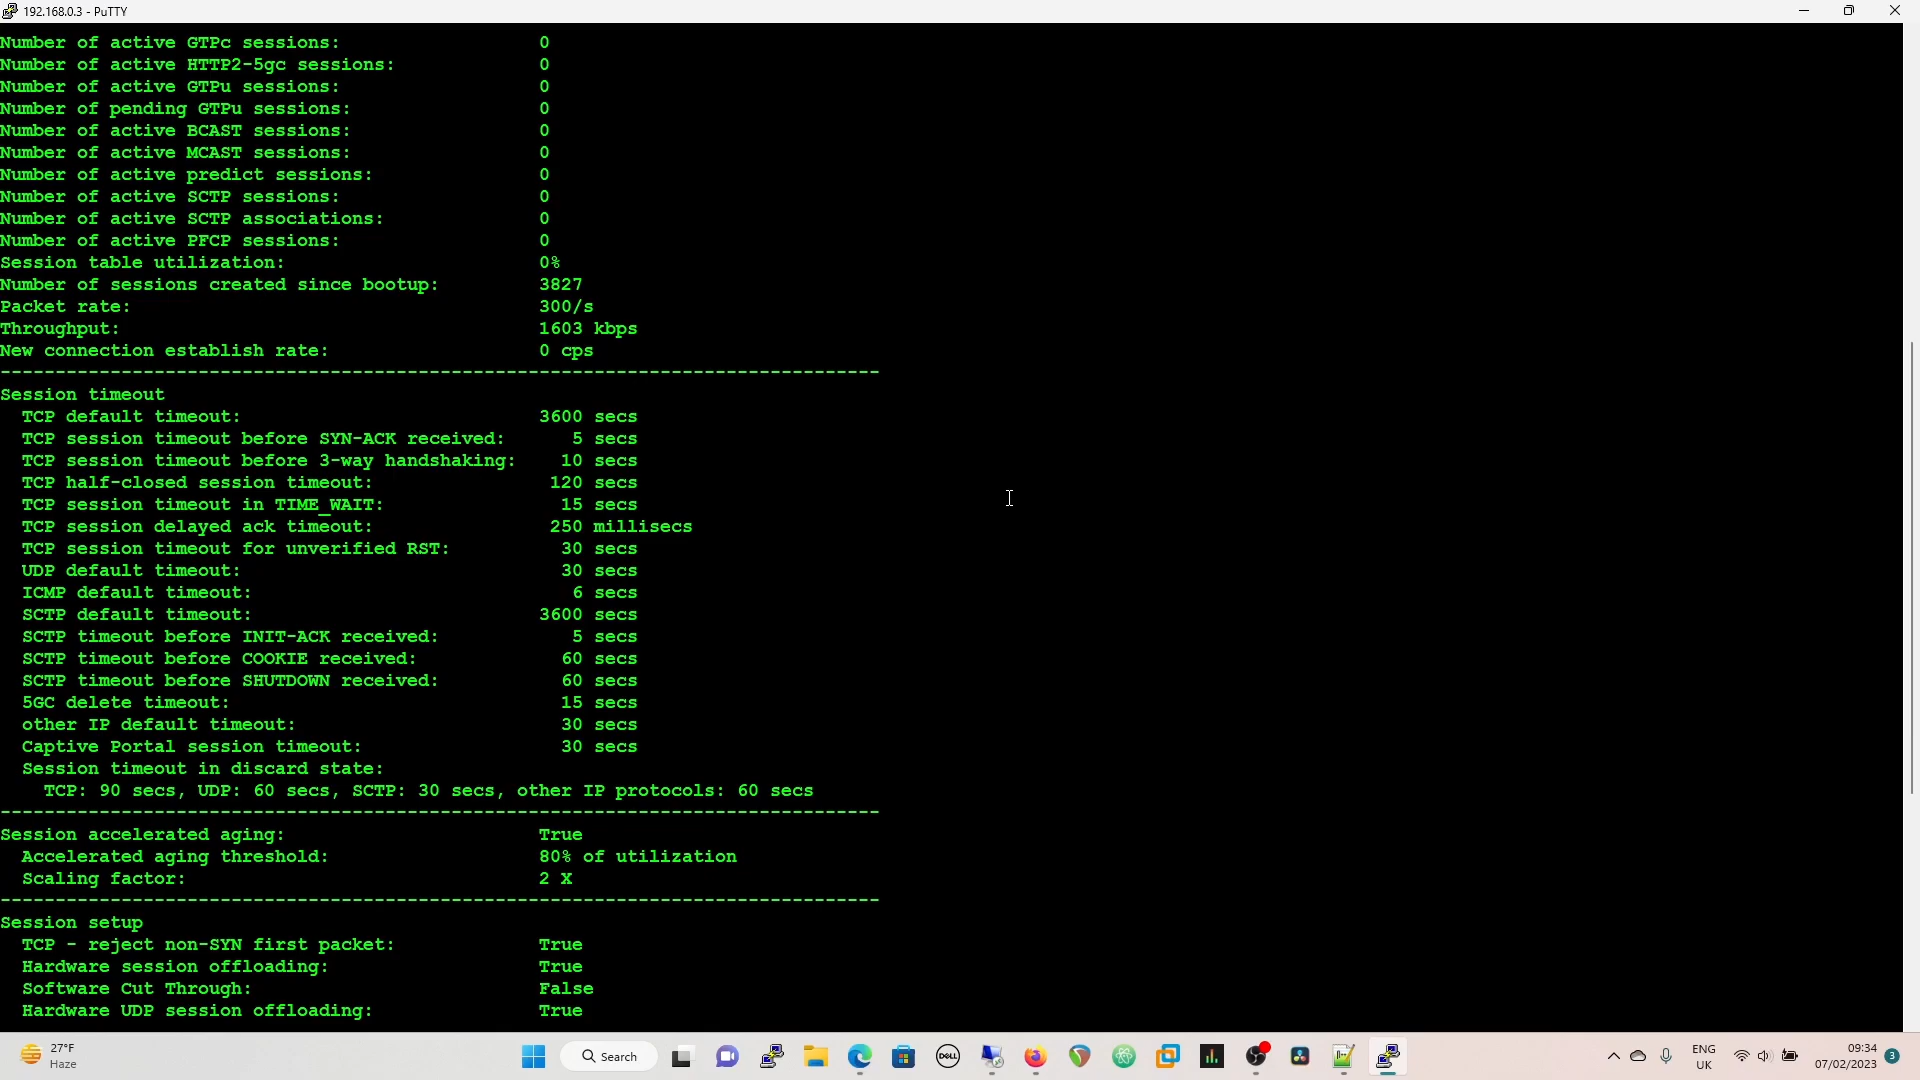 192.168.0.3 - PuTTY
Number of active GTPc sessions: 0
Number of active HTTP2-5gc sessions: 0
Number of active GTPu sessions: 0
Number of pending GTPu sessions: 0
Number of active BCAST sessions: 0
Number of active MCAST sessions: 0
Number of active predict sessions: 0
Number of active SCTP sessions: 0
Number of active SCTP associations: 0
Number of active PFCP sessions: 0
Session table utilization: 0%
Number of sessions created since bootup: 3827
Packet rate: 300/s
Throughput: 1603 kbps
New connection establish rate: 0 cps
--------------------------------------------------------------------------------
Session timeout
TCP default timeout: 3600 secs
TCP session timeout before SYN-ACK received: 5 secs
TCP session timeout before 3-way handshaking: 10 secs
TCP half-closed session timeout: 120 secs
TCP session timeout in TIME_WAIT: 15 secs
TCP session delayed ack timeout: 250 millisecs
TCP session timeout for unverified RST: 30 secs
UDP default timeout: 30 secs
ICMP default timeout: 6 secs
SCTP default timeout: 3600 secs
SCTP timeout before INIT-ACK received: 5 secs
SCTP timeout before COOKIE received: 60 secs
SCTP timeout before SHUTDOWN received: 60 secs
5GC delete timeout: 15 secs
other IP default timeout: 30 secs
Captive Portal session timeout: 30 secs
Session timeout in discard state:
TCP: 90 secs, UDP: 60 secs, SCTP: 30 secs, other IP protocols: 60 secs
--------------------------------------------------------------------------------
Session accelerated aging: True
Accelerated aging threshold: 80% of utilization
Scaling factor: 2 X
--------------------------------------------------------------------------------
Session setup
TCP - reject non-SYN first packet: True
Hardware session offloading: True
Software Cut Through: False
Hardware UDP session offloading: True
27°F
Haze
Search
DELL
ENG
UK
09:34
07/02/2023
3